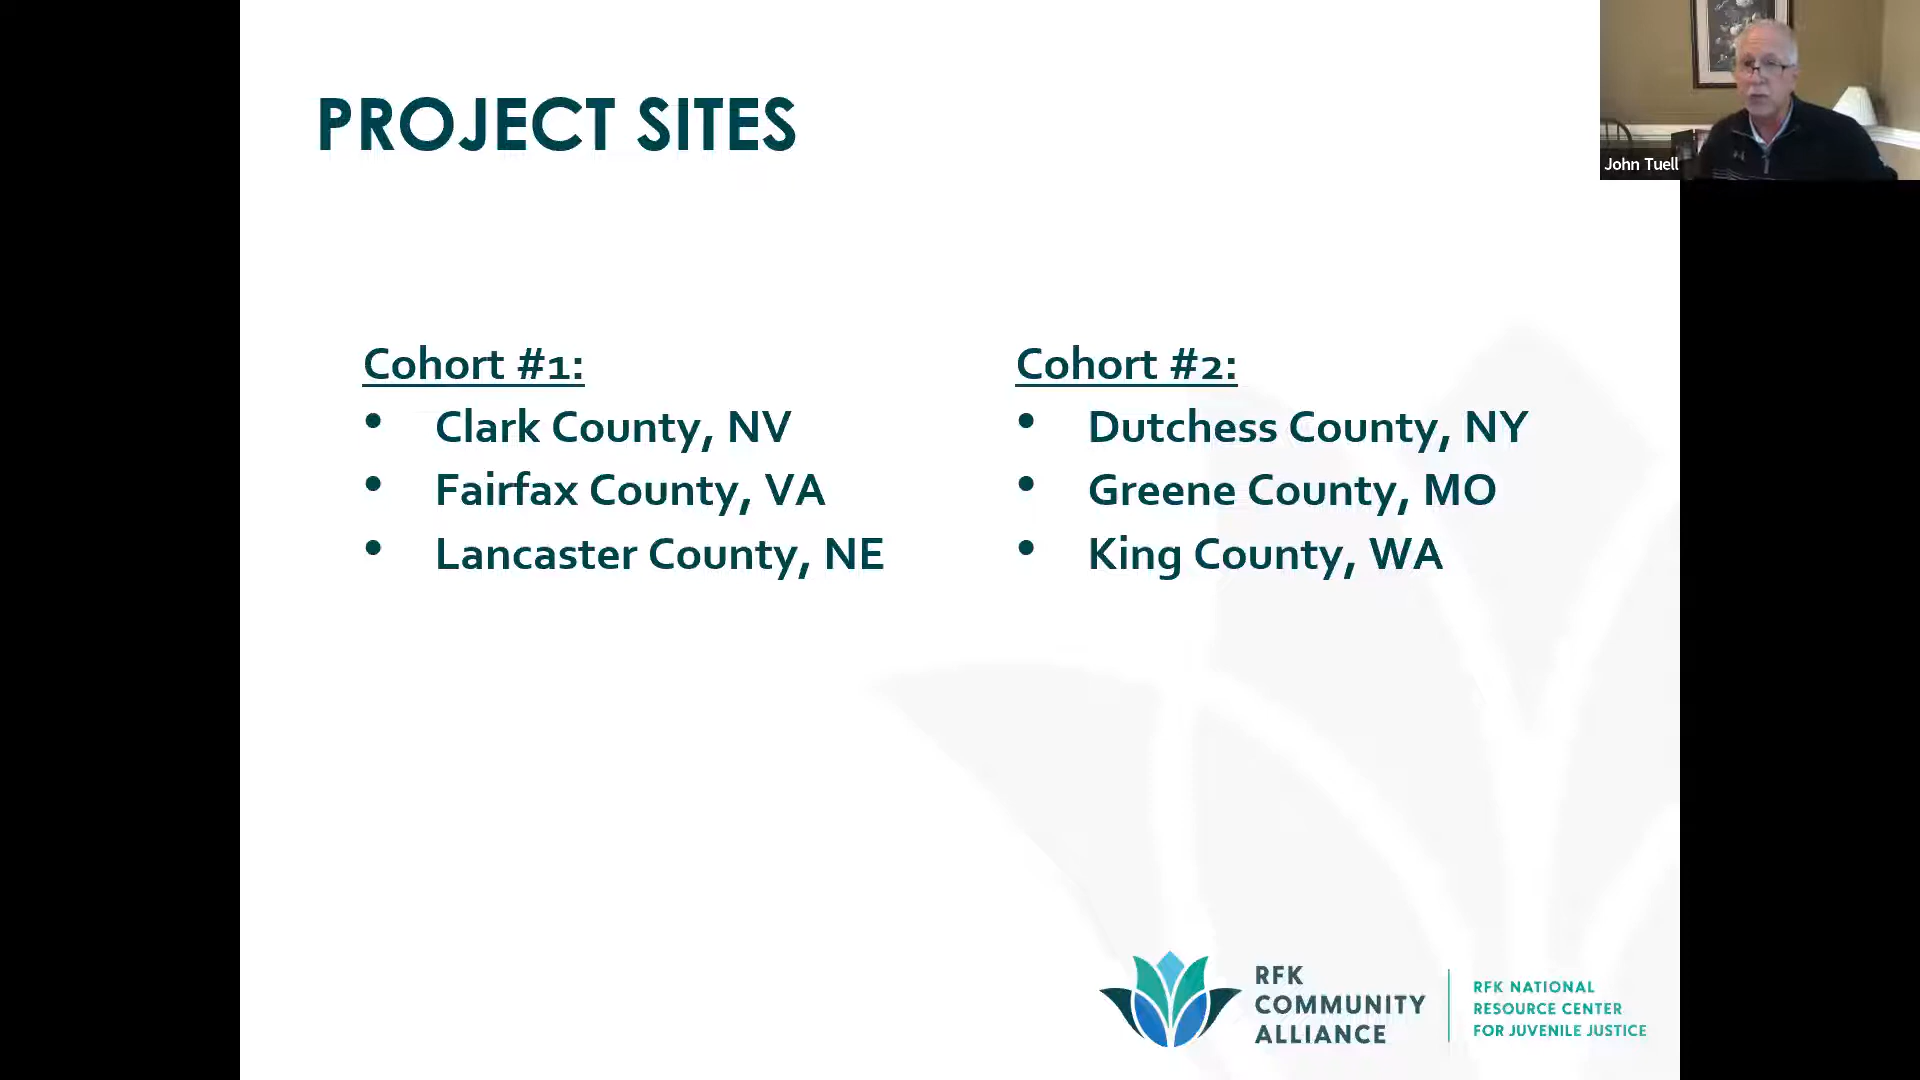 PROJECT SITES
John Tuell
Cohort #1:
• Clark County, NV
• Fairfax County, VA
• Lancaster County, NE
Cohort #2:
• Dutchess County, NY
• Greene County, MO
• King County, WA
RFK
COMMUNITY
ALLIANCE
RFK NATIONAL
RESOURCE CENTER
FOR JUVENILE JUSTICE